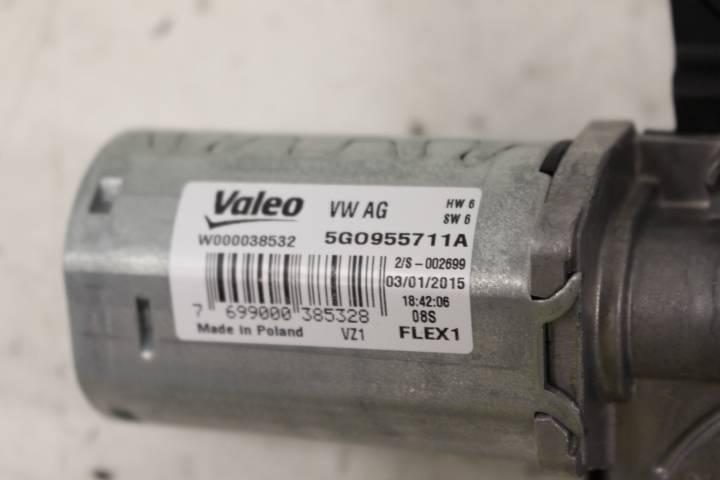 Valeo VW AG HW 6
SW 6
W000038532 5G0955711A
2/S-002699
03/01/2015
18:42:06
7 699000 385328 08S
Made in Poland VZ1 FLEX1